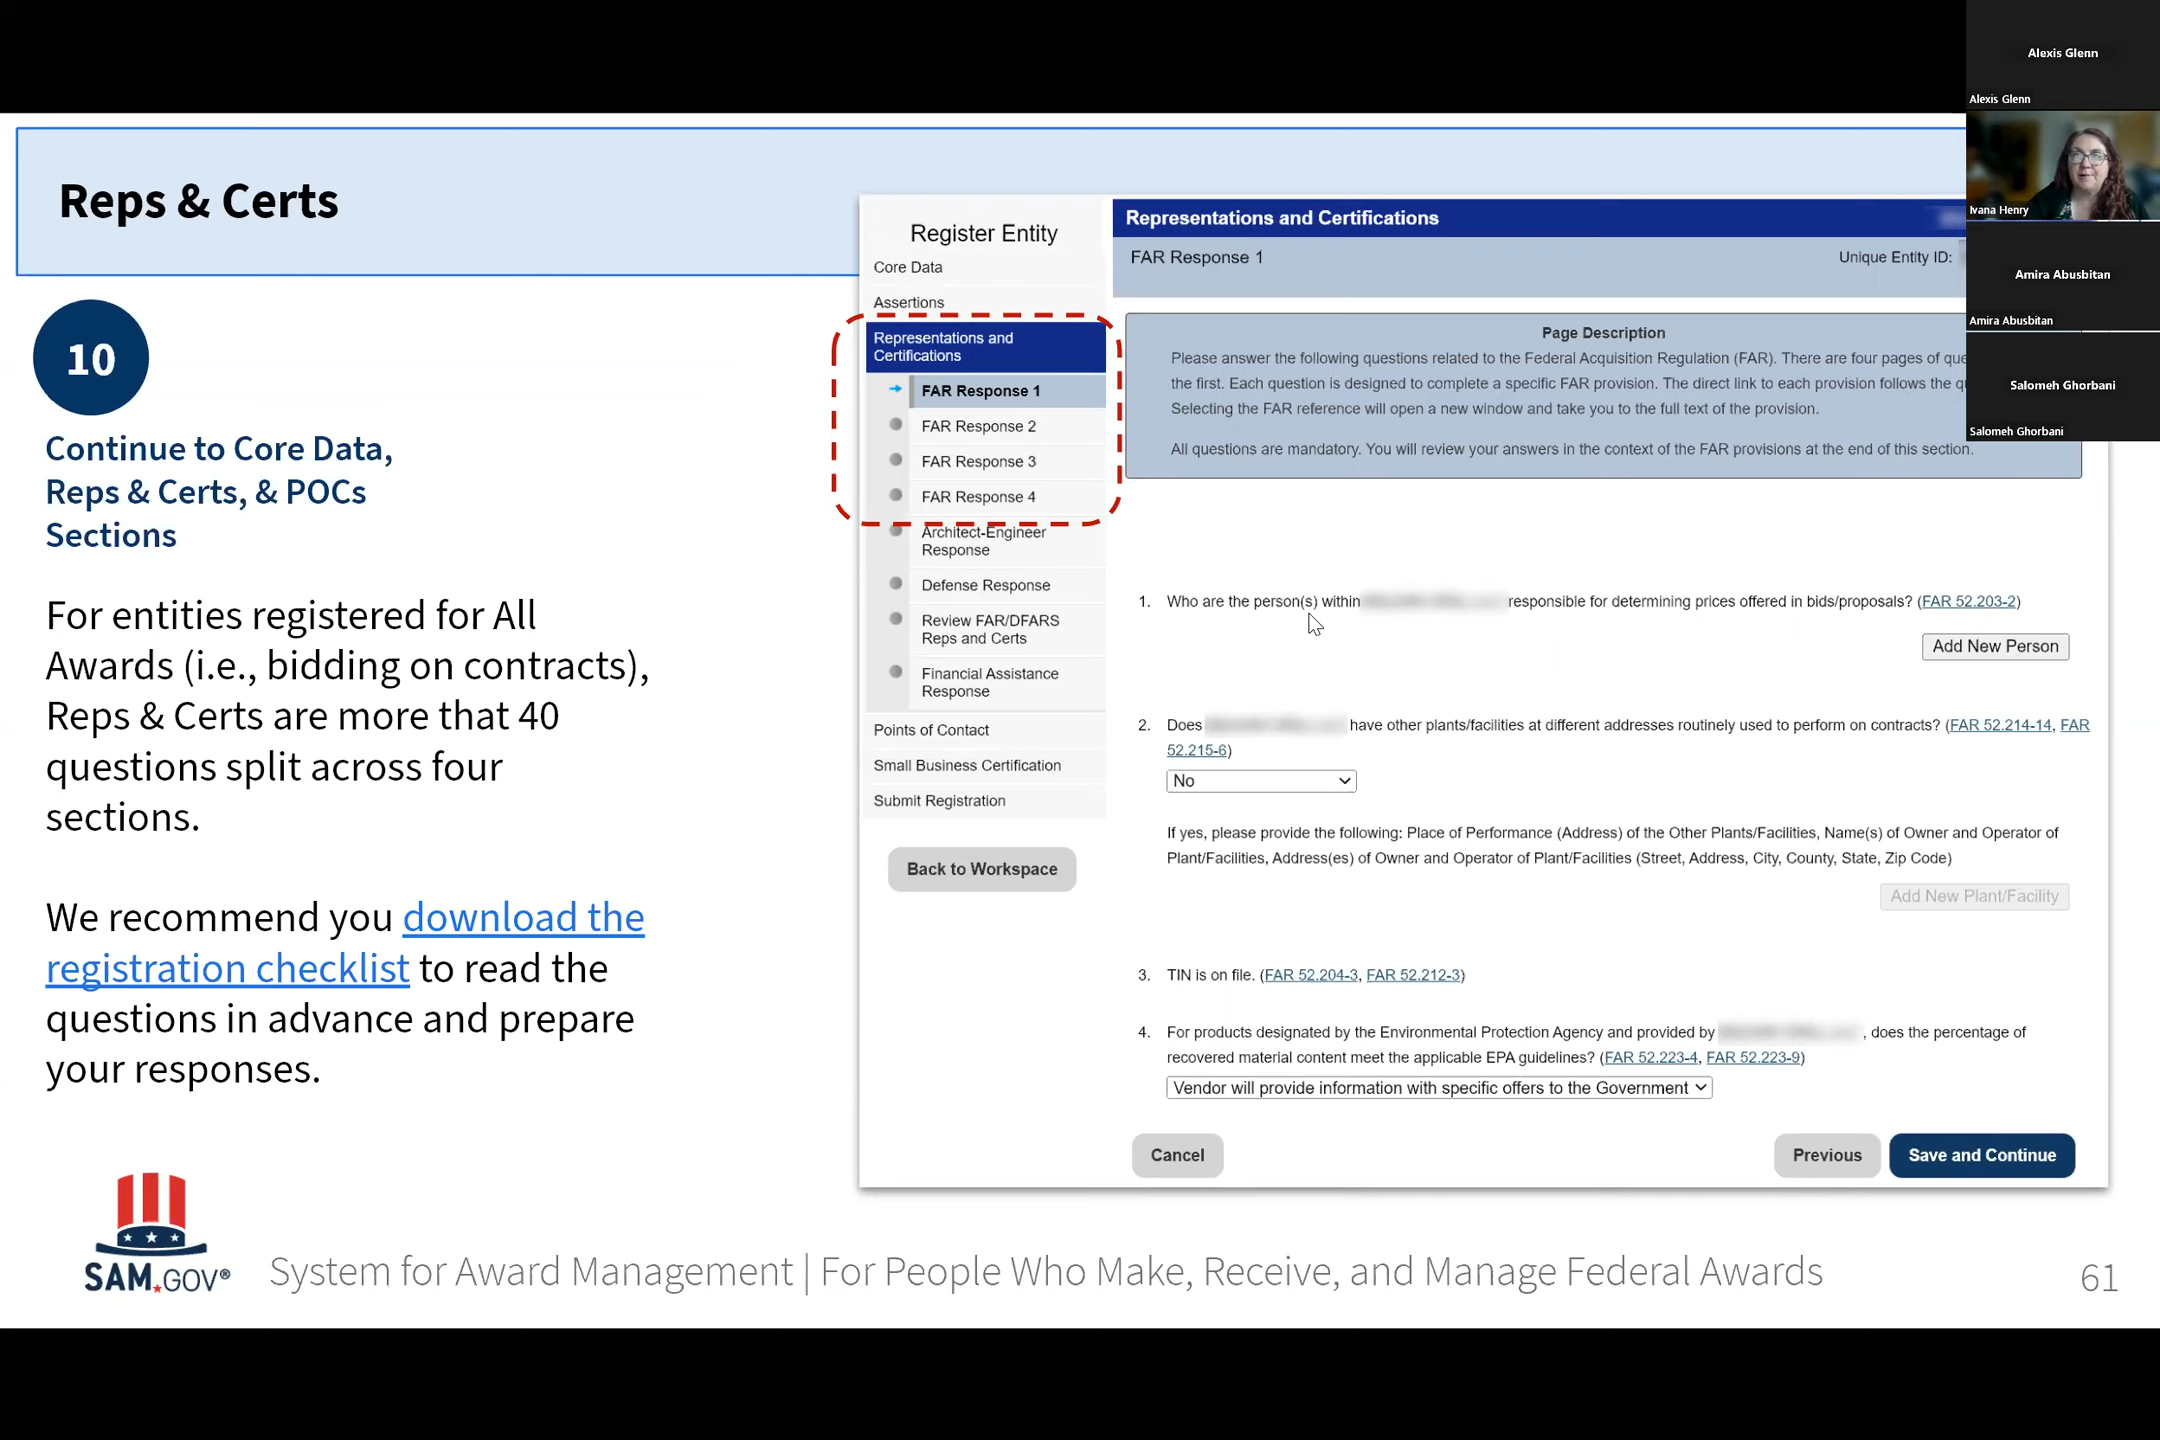 Alexis Glenn
Alexis Glenn
Ivana Henry
Amira Abusbitan
Amira Abusbitan
Salomeh Ghorbani
Salomeh Ghorbani
Reps & Certs
10
Continue to Core Data,
Reps & Certs, & POCs
Sections
For entities registered for All
Awards (i.e., bidding on contracts),
Reps & Certs are more that 40
questions split across four
sections.
We recommend you download the
registration checklist to read the
questions in advance and prepare
your responses.
Register Entity
Core Data
Assertions
Representations and
Certifications
FAR Response 1
FAR Response 2
FAR Response 3
FAR Response 4
Architect-Engineer
Response
Defense Response
Review FAR/DFARS
Reps and Certs
Financial Assistance
Response
Points of Contact
Small Business Certification
Submit Registration
Back to Workspace
Representations and Certifications
FAR Response 1 Unique Entity ID:
Page Description
Please answer the following questions related to the Federal Acquisition Regulation (FAR). There are four pages of que
the first. Each question is designed to complete a specific FAR provision. The direct link to each provision follows the q
Selecting the FAR reference will open a new window and take you to the full text of the provision.
All questions are mandatory. You will review your answers in the context of the FAR provisions at the end of this section.
1. Who are the person(s) within responsible for determining prices offered in bids/proposals? (FAR 52.203-2)
Add New Person
2. Does have other plants/facilities at different addresses routinely used to perform on contracts? (FAR 52.214-14, FAR
52.215-6)
No
If yes, please provide the following: Place of Performance (Address) of the Other Plants/Facilities, Name(s) of Owner and Operator of
Plant/Facilities, Address(es) of Owner and Operator of Plant/Facilities (Street, Address, City, County, State, Zip Code)
Add New Plant/Facility
3. TIN is on file. (FAR 52.204-3, FAR 52.212-3)
4. For products designated by the Environmental Protection Agency and provided by , does the percentage of
recovered material content meet the applicable EPA guidelines? (FAR 52.223-4, FAR 52.223-9)
Vendor will provide information with specific offers to the Government
Cancel Previous Save and Continue
SAM.GOV®
System for Award Management | For People Who Make, Receive, and Manage Federal Awards
61